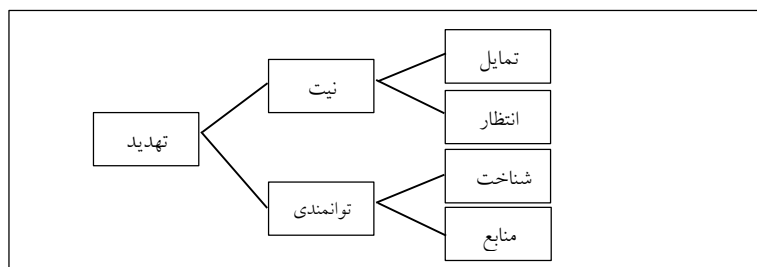 تهدید
نیت
تمایل
انتظار
توانمندی
شناخت
منابع